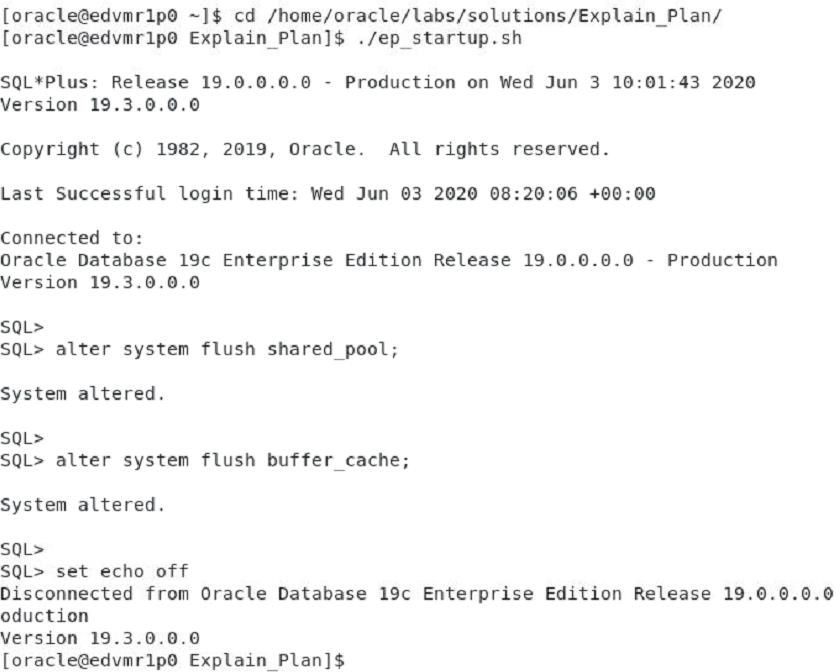 [oracle@edvmr1p0 ~]$ cd /home/oracle/labs/solutions/Explain_Plan/
[oracle@edvmr1p0 Explain_Plan]$ ./ep_startup.sh
SQL*Plus: Release 19.0.0.0.0 - Production on Wed Jun 3 10:01:43 2020
Version 19.3.0.0.0
Copyright (c) 1982, 2019, Oracle.  All rights reserved.
Last Successful login time: Wed Jun 03 2020 08:20:06 +00:00
Connected to:
Oracle Database 19c Enterprise Edition Release 19.0.0.0.0 - Production
Version 19.3.0.0.0
SQL>
SQL> alter system flush shared_pool;
System altered.
SQL>
SQL> alter system flush buffer_cache;
System altered.
SQL>
SQL> set echo off
Disconnected from Oracle Database 19c Enterprise Edition Release 19.0.0.0.0
oduction
Version 19.3.0.0.0
[oracle@edvmr1p0 Explain_Plan]$